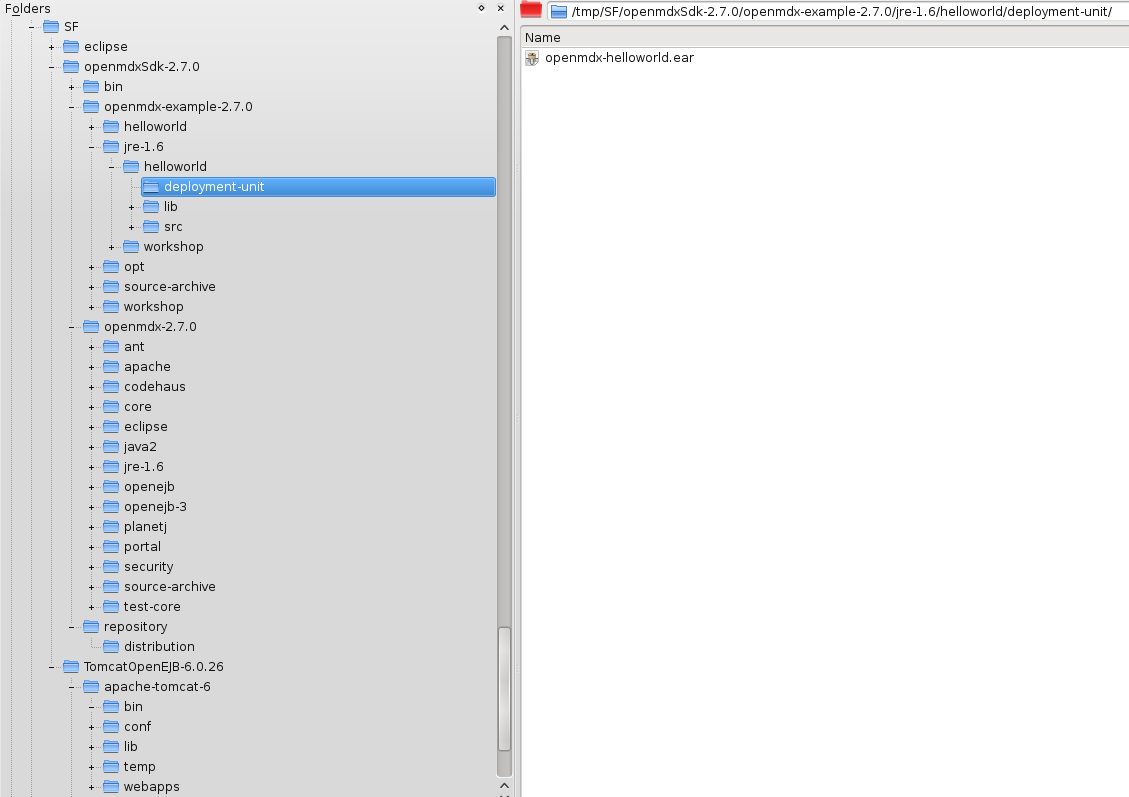 Folders
SF
eclipse
openmdxSdk-2.7.0
bin
openmdx-example-2.7.0
helloworld
jre-1.6
helloworld
deployment-unit
lib
src
workshop
opt
source-archive
workshop
openmdx-2.7.0
ant
apache
codehaus
core
eclipse
java2
jre-1.6
openejb
openejb-3
planetj
portal
security
source-archive
test-core
repository
distribution
TomcatOpenEJB-6.0.26
apache-tomcat-6
bin
conf
lib
temp
webapps
/tmp/SF/openmdxSdk-2.7.0/openmdx-example-2.7.0/jre-1.6/helloworld/deployment-unit/
Name
openmdx-helloworld.ear